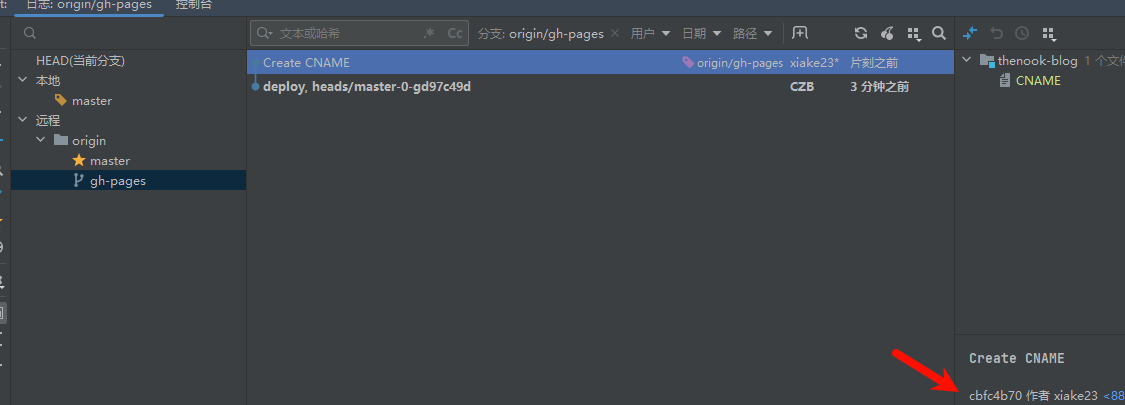 t: 日志: origin/gh-pages 控制台
文本或哈希 .* Cc 分支: origin/gh-pages 用户 日期 路径
HEAD(当前分支)
本地
master
远程
origin
master
gh-pages
Create CNAME origin/gh-pages xiake23* 片刻之前
deploy, heads/master-0-gd97c49d CZB 3 分钟之前
thenook-blog 1 个文件
CNAME
Create CNAME
cbfc4b70 作者 xiake23 <88